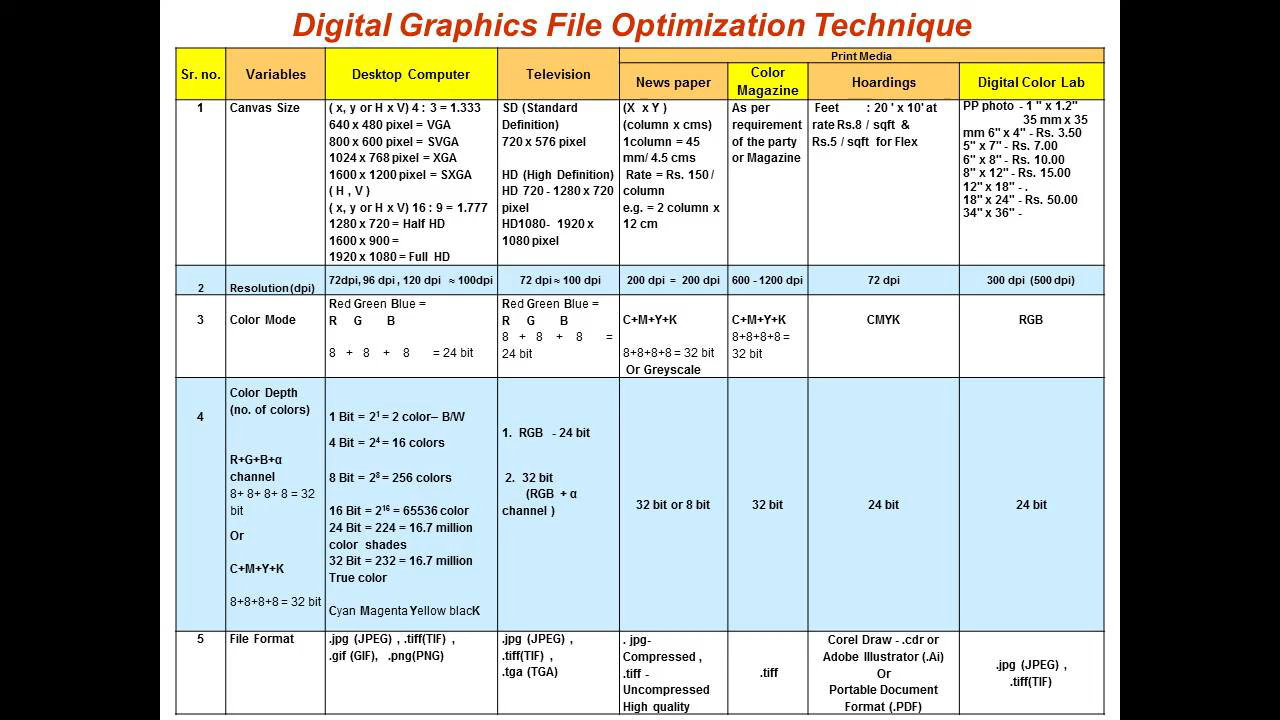 Digital Graphics File Optimization Technique
Sr. no.
Variables
Desktop Computer
Television
Print Media
News paper
Color
Magazine
Hoardings
Digital Color Lab
1
Canvas Size
( x, y or H x V) 4 : 3 = 1.333
640 x 480 pixel = VGA
800 x 600 pixel = SVGA
1024 x 768 pixel = XGA
1600 x 1200 pixel = SXGA
( H , V )
( x, y or H x V) 16 : 9 = 1.777
1280 x 720 = Half HD
1600 x 900 =
1920 x 1080 = Full HD
SD (Standard
Definition)
720 x 576 pixel
HD (High Definition)
HD 720 - 1280 x 720
pixel
HD1080- 1920 x
1080 pixel
(X x Y )
(column x cms)
1column = 45
mm/ 4.5 cms
Rate = Rs. 150 /
column
e.g. = 2 column x
12 cm
As per
requirement
of the party
or Magazine
Feet : 20 ' x 10' at
rate Rs.8 / sqft &
Rs.5 / sqft for Flex
PP photo - 1 " x 1.2"
35 mm x 35
mm 6" x 4" - Rs. 3.50
5" x 7" - Rs. 7.00
6" x 8" - Rs. 10.00
8" x 12" - Rs. 15.00
12" x 18" - .
18" x 24" - Rs. 50.00
34" x 36" -
2
Resolution (dpi)
72dpi, 96 dpi , 120 dpi ≈ 100dpi
72 dpi ≈ 100 dpi
200 dpi = 200 dpi
600 - 1200 dpi
72 dpi
300 dpi (500 dpi)
3
Color Mode
Red Green Blue =
R G B
8 + 8 + 8 = 24 bit
Red Green Blue =
R G B
8 + 8 + 8 =
24 bit
C+M+Y+K
8+8+8+8 = 32 bit
Or Greyscale
C+M+Y+K
8+8+8+8 =
32 bit
CMYK
RGB
4
Color Depth
(no. of colors)
R+G+B+α
channel
8+ 8+ 8+ 8 = 32
bit
Or
C+M+Y+K
8+8+8+8 = 32 bit
1 Bit = 2¹ = 2 color– B/W
4 Bit = 2⁴ = 16 colors
8 Bit = 2⁸ = 256 colors
16 Bit = 2¹⁶ = 65536 color
24 Bit = 224 = 16.7 million
color shades
32 Bit = 232 = 16.7 million
True color
Cyan Magenta Yellow blacK
1. RGB - 24 bit
2. 32 bit
(RGB + α
channel )
32 bit or 8 bit
32 bit
24 bit
24 bit
5
File Format
.jpg (JPEG) , .tiff(TIF) ,
.gif (GIF), .png(PNG)
.jpg (JPEG) ,
.tiff(TIF) ,
.tga (TGA)
. jpg-
Compressed ,
.tiff -
Uncompressed
High quality
.tiff
Corel Draw - .cdr or
Adobe Illustrator (.Ai)
Or
Portable Document
Format (.PDF)
.jpg (JPEG) ,
.tiff(TIF)